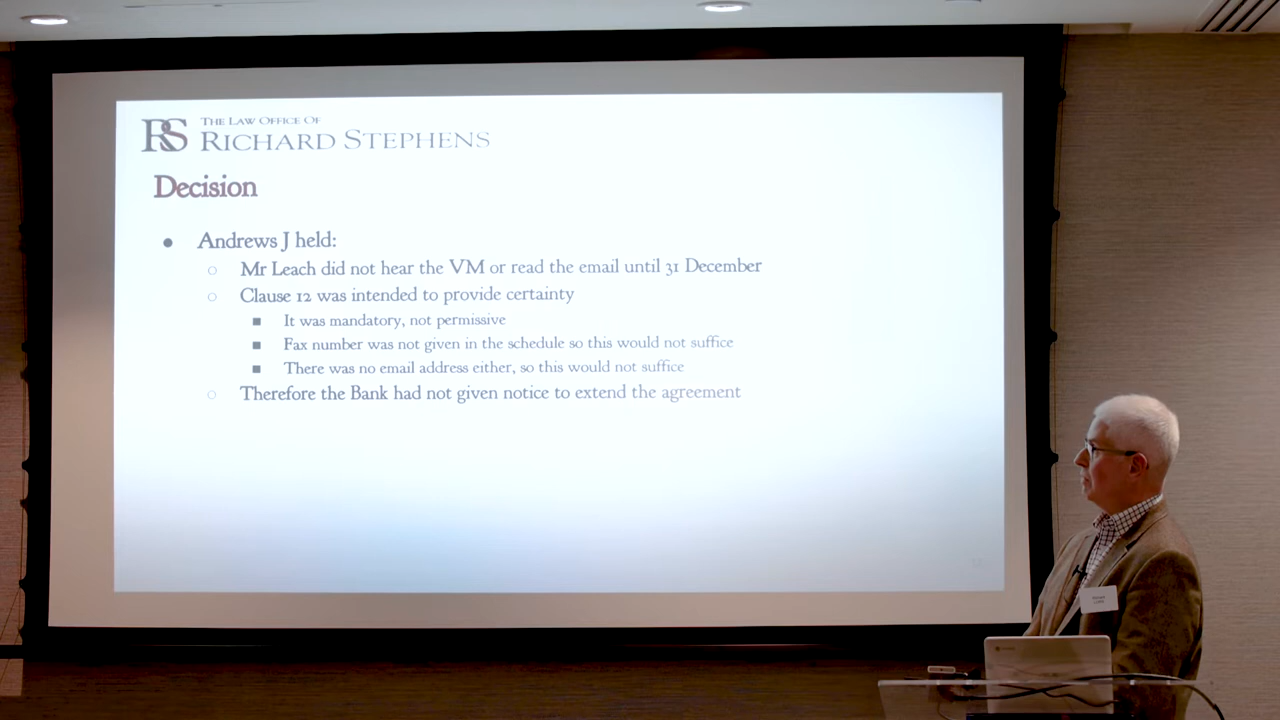 RS
THE LAW OFFICE OF
RICHARD STEPHENS
Decision
● Andrews J held:
○ Mr Leach did not hear the VM or read the email until 31 December
○ Clause 12 was intended to provide certainty
■ It was mandatory, not permissive
■ Fax number was not given in the schedule so this would not suffice
■ There was no email address either, so this would not suffice
○ Therefore the Bank had not given notice to extend the agreement